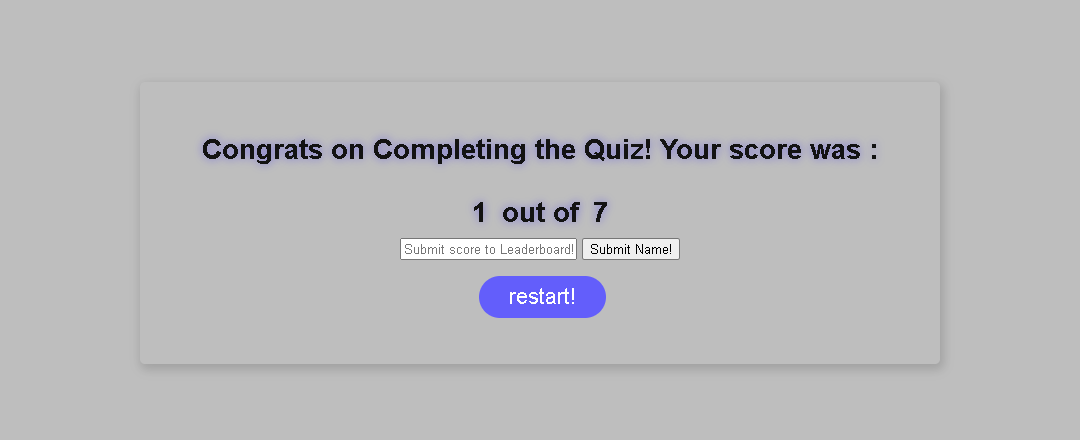 Congrats on Completing the Quiz! Your score was :
1 out of 7
Submit score to Leaderboard! Submit Name!
restart!